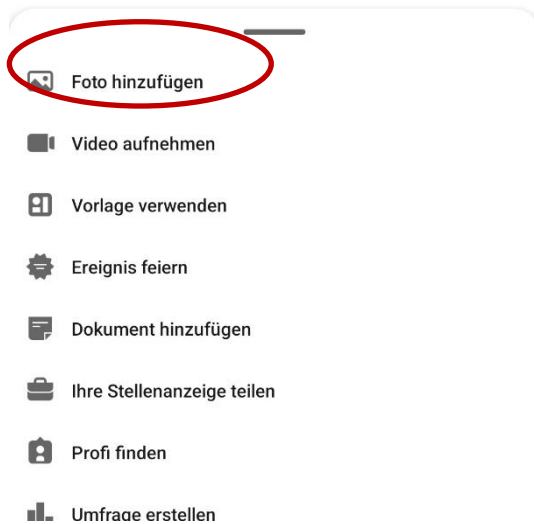 Foto hinzufügen
Video aufnehmen
Vorlage verwenden
Ereignis feiern
Dokument hinzufügen
Ihre Stellenanzeige teilen
Profi finden
Umfrage erstellen